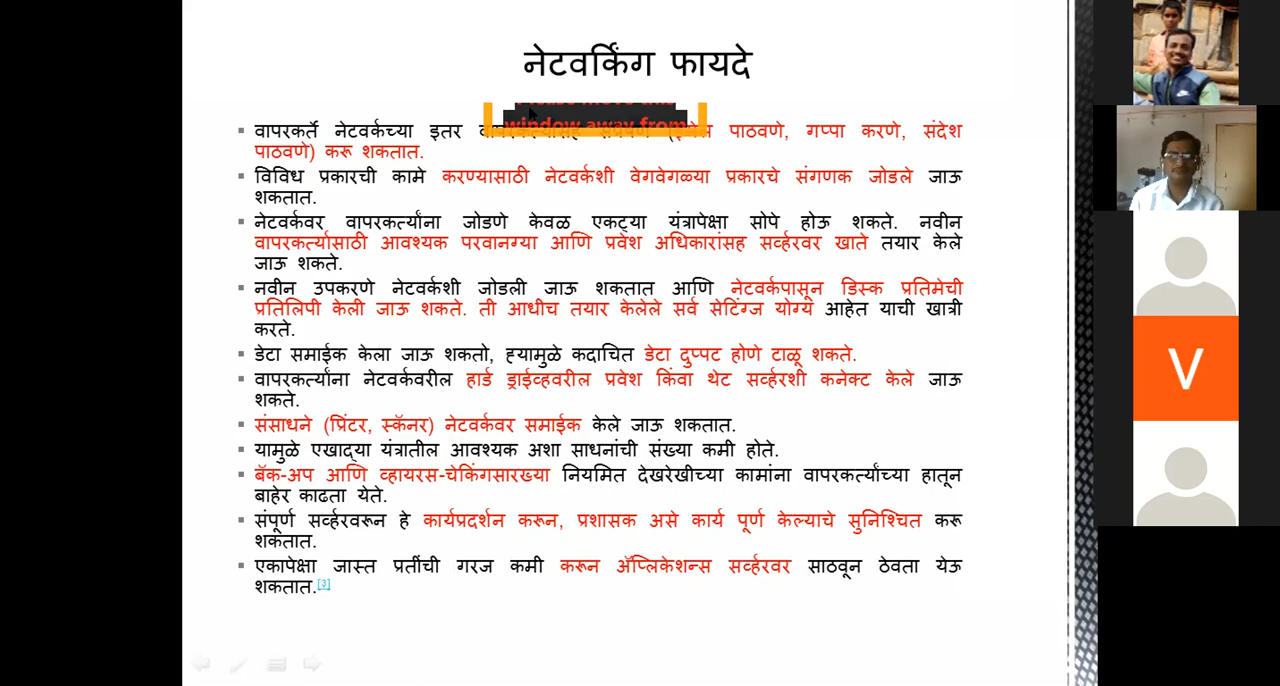 नेटवर्किंग फायदे
window away from
वापरकर्ते नेटवर्कच्या इतर (इमेल्स पाठवणे, गप्पा करणे, संदेश
पाठवणे) करू शकतात.
विविध प्रकारची कामे करण्यासाठी नेटवर्कशी वेगवेगळ्या प्रकारचे संगणक जोडले जाऊ
शकतात.
नेटवर्कवर वापरकर्त्यांना जोडणे केवळ एकट्या यंत्रापेक्षा सोपे होऊ शकते. नवीन
वापरकर्त्यासाठी आवश्यक परवानग्या आणि प्रवेश अधिकारांसह सर्व्हरवर खाते तयार केले
जाऊ शकते.
नवीन उपकरणे नेटवर्कशी जोडली जाऊ शकतात आणि नेटवर्कपासून डिस्क प्रतिमेची
प्रतिलिपी केली जाऊ शकते. ती आधीच तयार केलेले सर्व सेटिंग्ज योग्य आहेत याची खात्री
करते.
डेटा समाईक केला जाऊ शकतो, ह्यामुळे कदाचित डेटा दुप्पट होणे टाळू शकते.
वापरकर्त्यांना नेटवर्कवरील हार्ड ड्राईव्हवरील प्रवेश किंवा थेट सर्व्हरशी कनेक्ट केले जाऊ
शकते.
संसाधने (प्रिंटर, स्कॅनर) नेटवर्कवर समाईक केले जाऊ शकतात.
यामुळे एखाद्या यंत्रातील आवश्यक अशा साधनांची संख्या कमी होते.
बॅक-अप आणि व्हायरस-चेकिंगसारख्या नियमित देखरेखीच्या कामांना वापरकर्त्यांच्या हातून
बाहेर काढता येते.
संपूर्ण सर्व्हरवरून हे कार्यप्रदर्शन करून, प्रशासक असे कार्य पूर्ण केल्याचे सुनिश्चित करू
शकतात.
एकापेक्षा जास्त प्रतींची गरज कमी करून ॲप्लिकेशन्स सर्व्हरवर साठवून ठेवता येऊ
शकतात.[3]
V